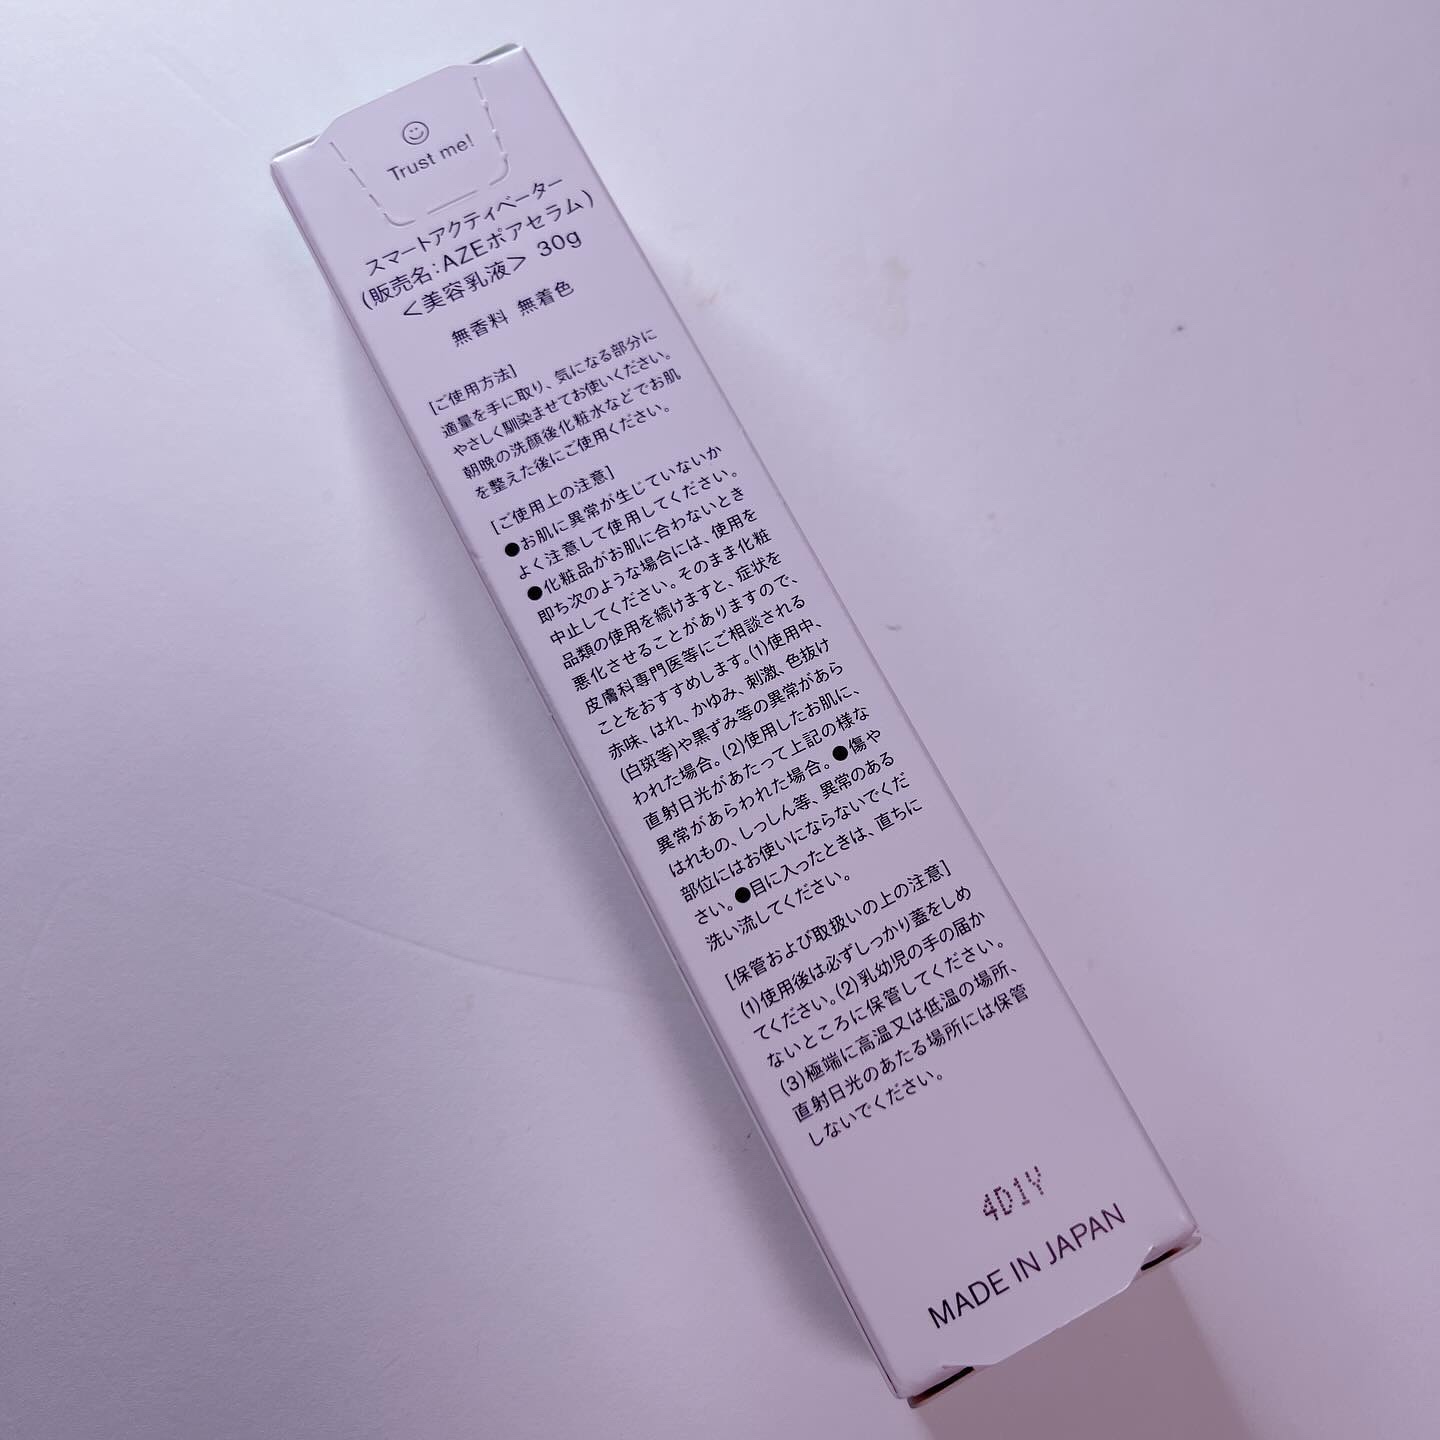 Trust me!
スマートアクティベーター
(販売名:AZEポアセラム)
<美容乳液> 30g
無香料 無着色
[ご使用方法]
適量を手に取り、気になる部分に
やさしく馴染ませてお使いください。
朝晩の洗顔後化粧水などでお肌
を整えた後にご使用ください。
[ご使用上の注意]
●お肌に異常が生じていないか
よく注意して使用してください。
●化粧品がお肌に合わないとき
即ち次のような場合には、使用を
中止してください。そのまま化粧
品類の使用を続けますと、症状を
悪化させることがありますので、
皮膚科専門医等にご相談される
ことをおすすめします。(1)使用中、
赤味、はれ、かゆみ、刺激、色抜け
(白斑等)や黒ずみ等の異常があら
われた場合。(2)使用したお肌に、
直射日光があたって上記の様な
異常があらわれた場合。●傷や
はれもの、しっしん等、異常のある
部位にはお使いにならないでくだ
さい。●目に入ったときは、直ちに
洗い流してください。
[保管および取扱いの上の注意]
(1)使用後は必ずしっかり蓋をしめ
てください。(2)乳幼児の手の届か
ないところに保管してください。
(3)極端に高温又は低温の場所、
直射日光のあたる場所には保管
しないでください。
4D1Y
MADE IN JAPAN